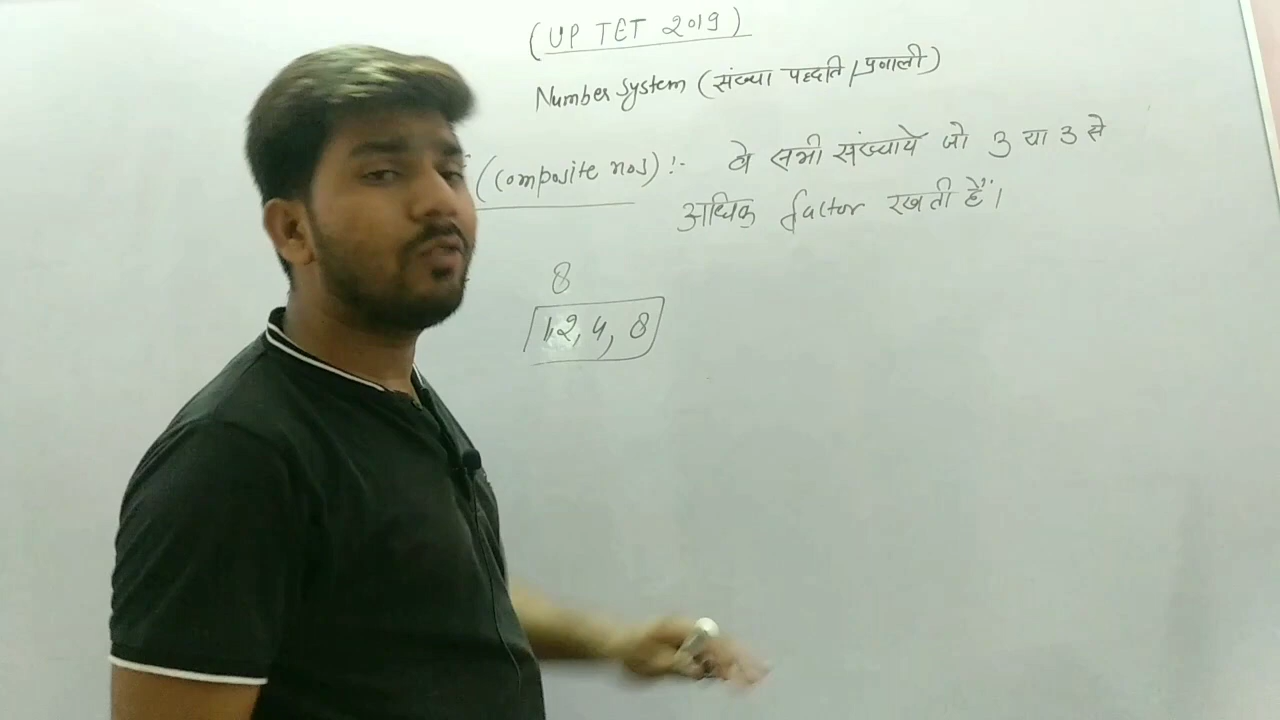 (UP TET 2019)
Number System (संख्या पद्धति / प्रनाली)
(Composite nos) :- वे सभी संख्याये जो 3 या 3 से
अधिक factor रखती हैं।
8
1,2, 4, 8